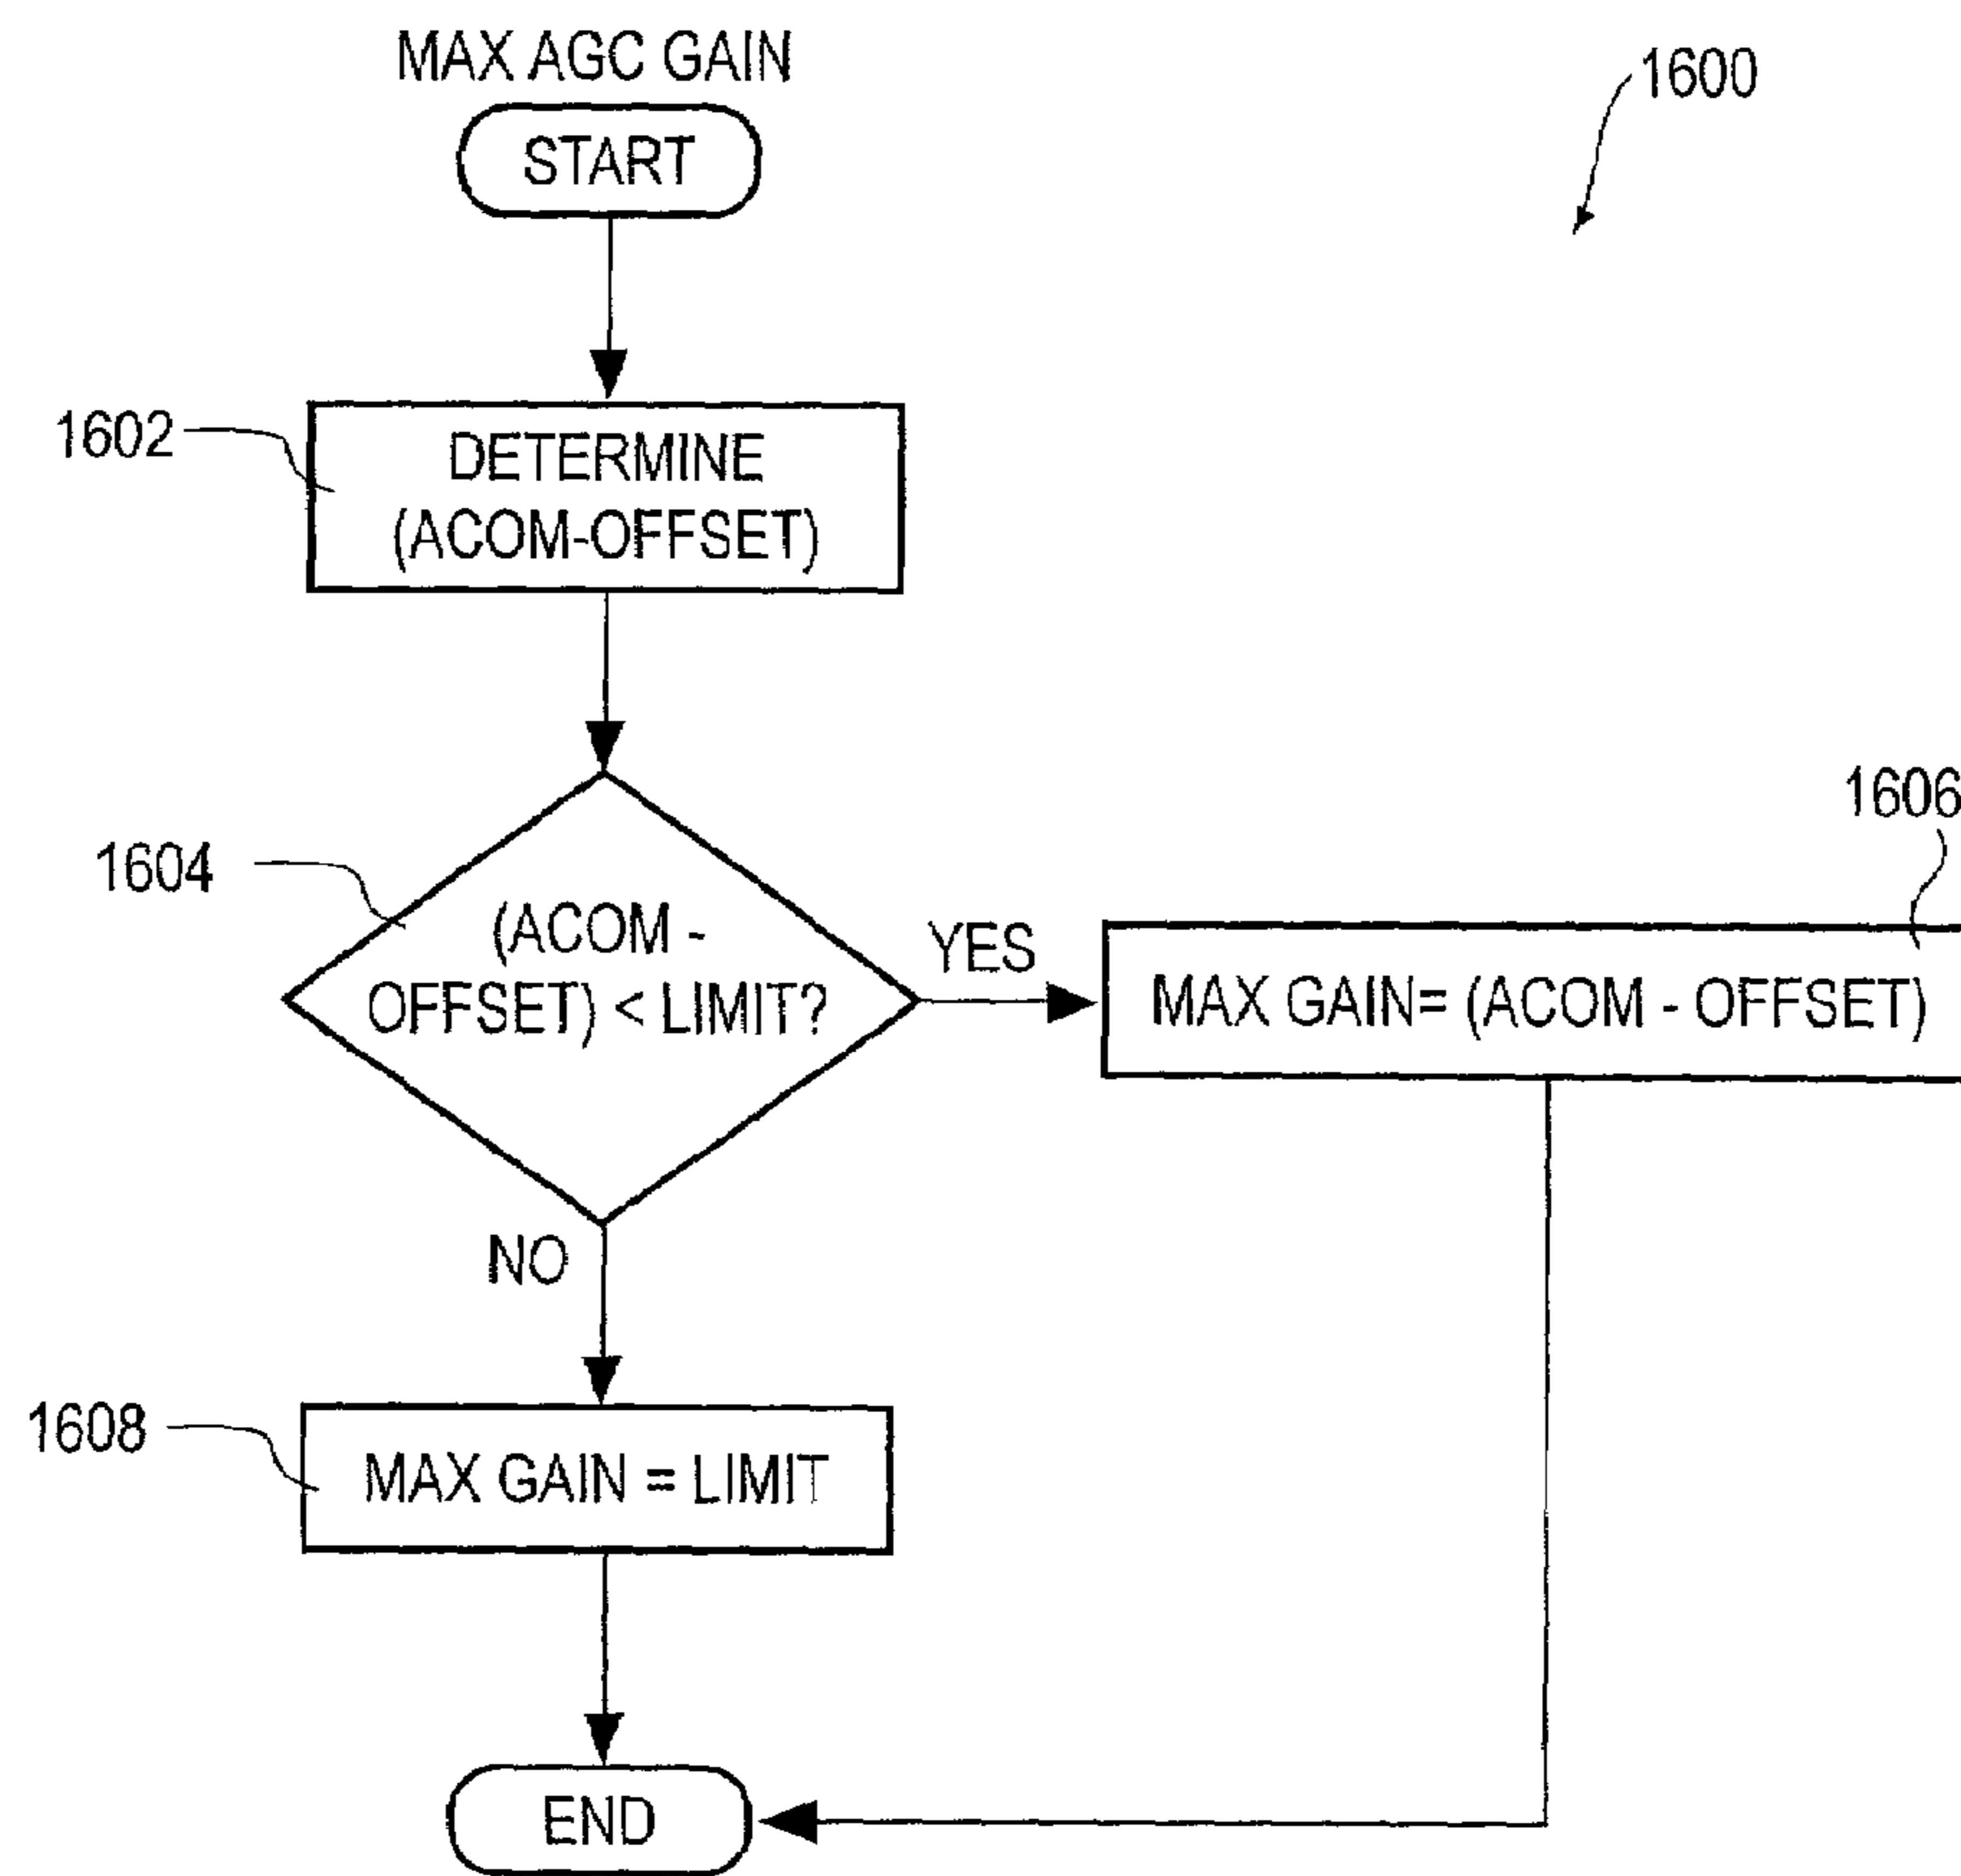 MAX AGC GAIN
1600
START
1602
DETERMINE
(ACOM-OFFSET)
1604
(ACOM -
OFFSET) < LIMIT?
YES
1606
MAX GAIN= (ACOM - OFFSET)
NO
1608
MAX GAIN = LIMIT
END